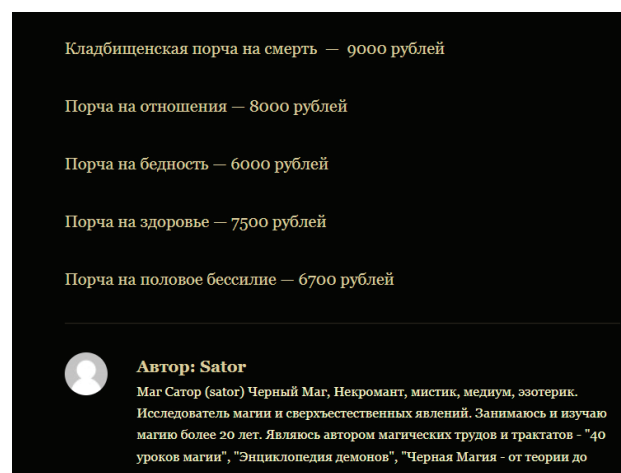 Кладбищенская порча на смерть — 9000 рублей
Порча на отношения — 8000 рублей
Порча на бедность — 6000 рублей
Порча на здоровье — 7500 рублей
Порча на половое бессилие — 6700 рублей
Автор: Sator
Маг Сатор (sator) Черный Маг, Некромант, мистик, медиум, эзотерик.
Исследователь магии и сверхъестественных явлений. Занимаюсь и изучаю
магию более 20 лет. Являюсь автором магических трудов и трактатов - "40
уроков магии", "Энциклопедия демонов", "Черная Магия - от теории до